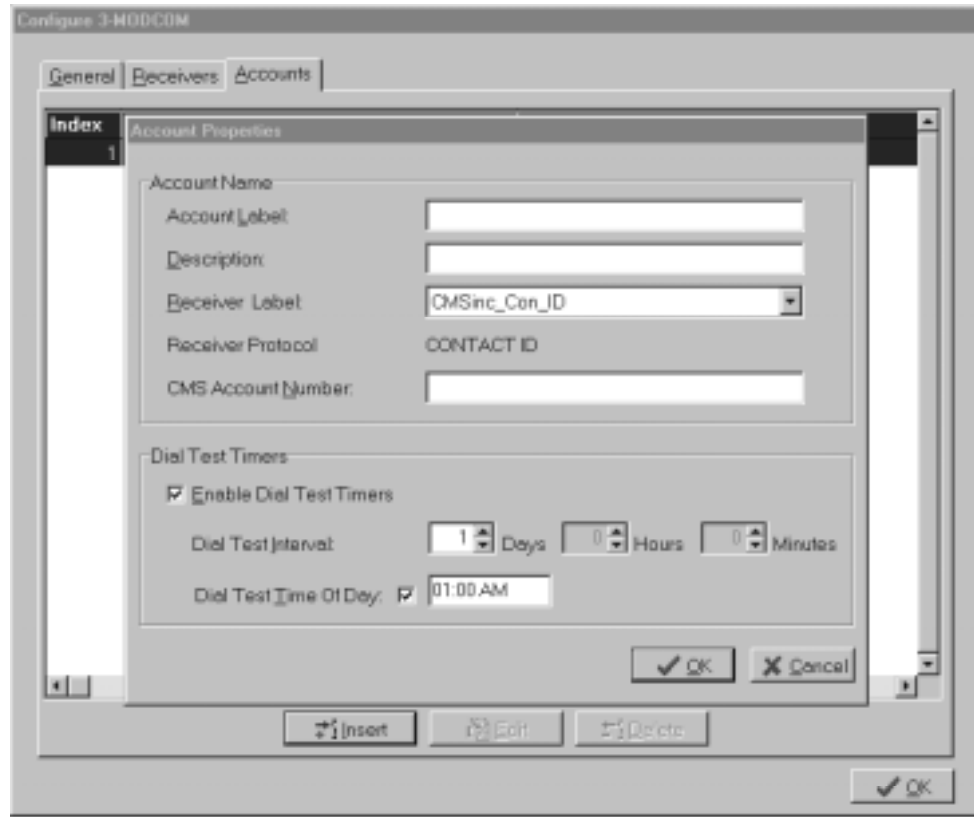 Configure 3-MODCOM
General Receivers Accounts
Index
1
Account Properties
Account Name
Account Label:
Description:
Receiver Label: CMSinc_Con_ID
Receiver Protocol CONTACT ID
CMS Account Number:
Dial Test Timers
Enable Dial Test Timers
Dial Test Interval: 1 Days 0 Hours 0 Minutes
Dial Test Time Of Day: 01:00 AM
OK Cancel
Insert Edit Delete
OK